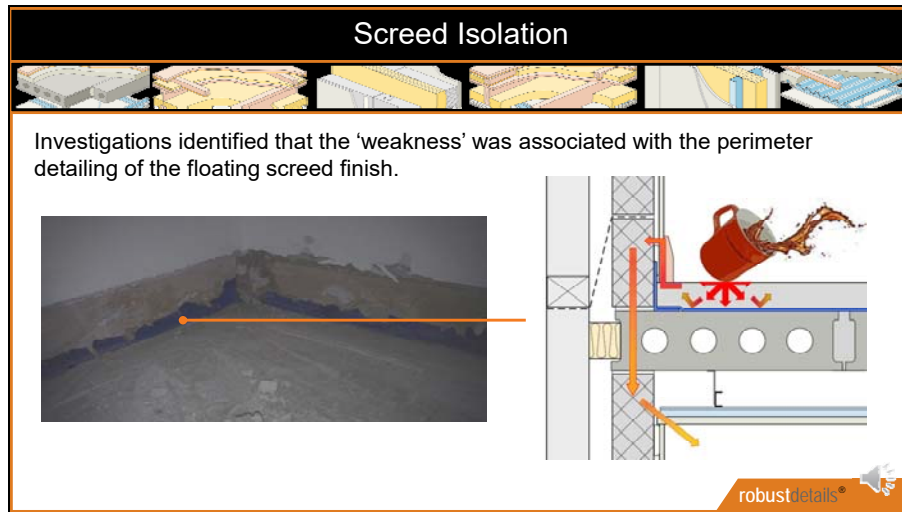 Screed Isolation
Investigations identified that the ‘weakness’ was associated with the perimeter
detailing of the floating screed finish.
robustdetails®